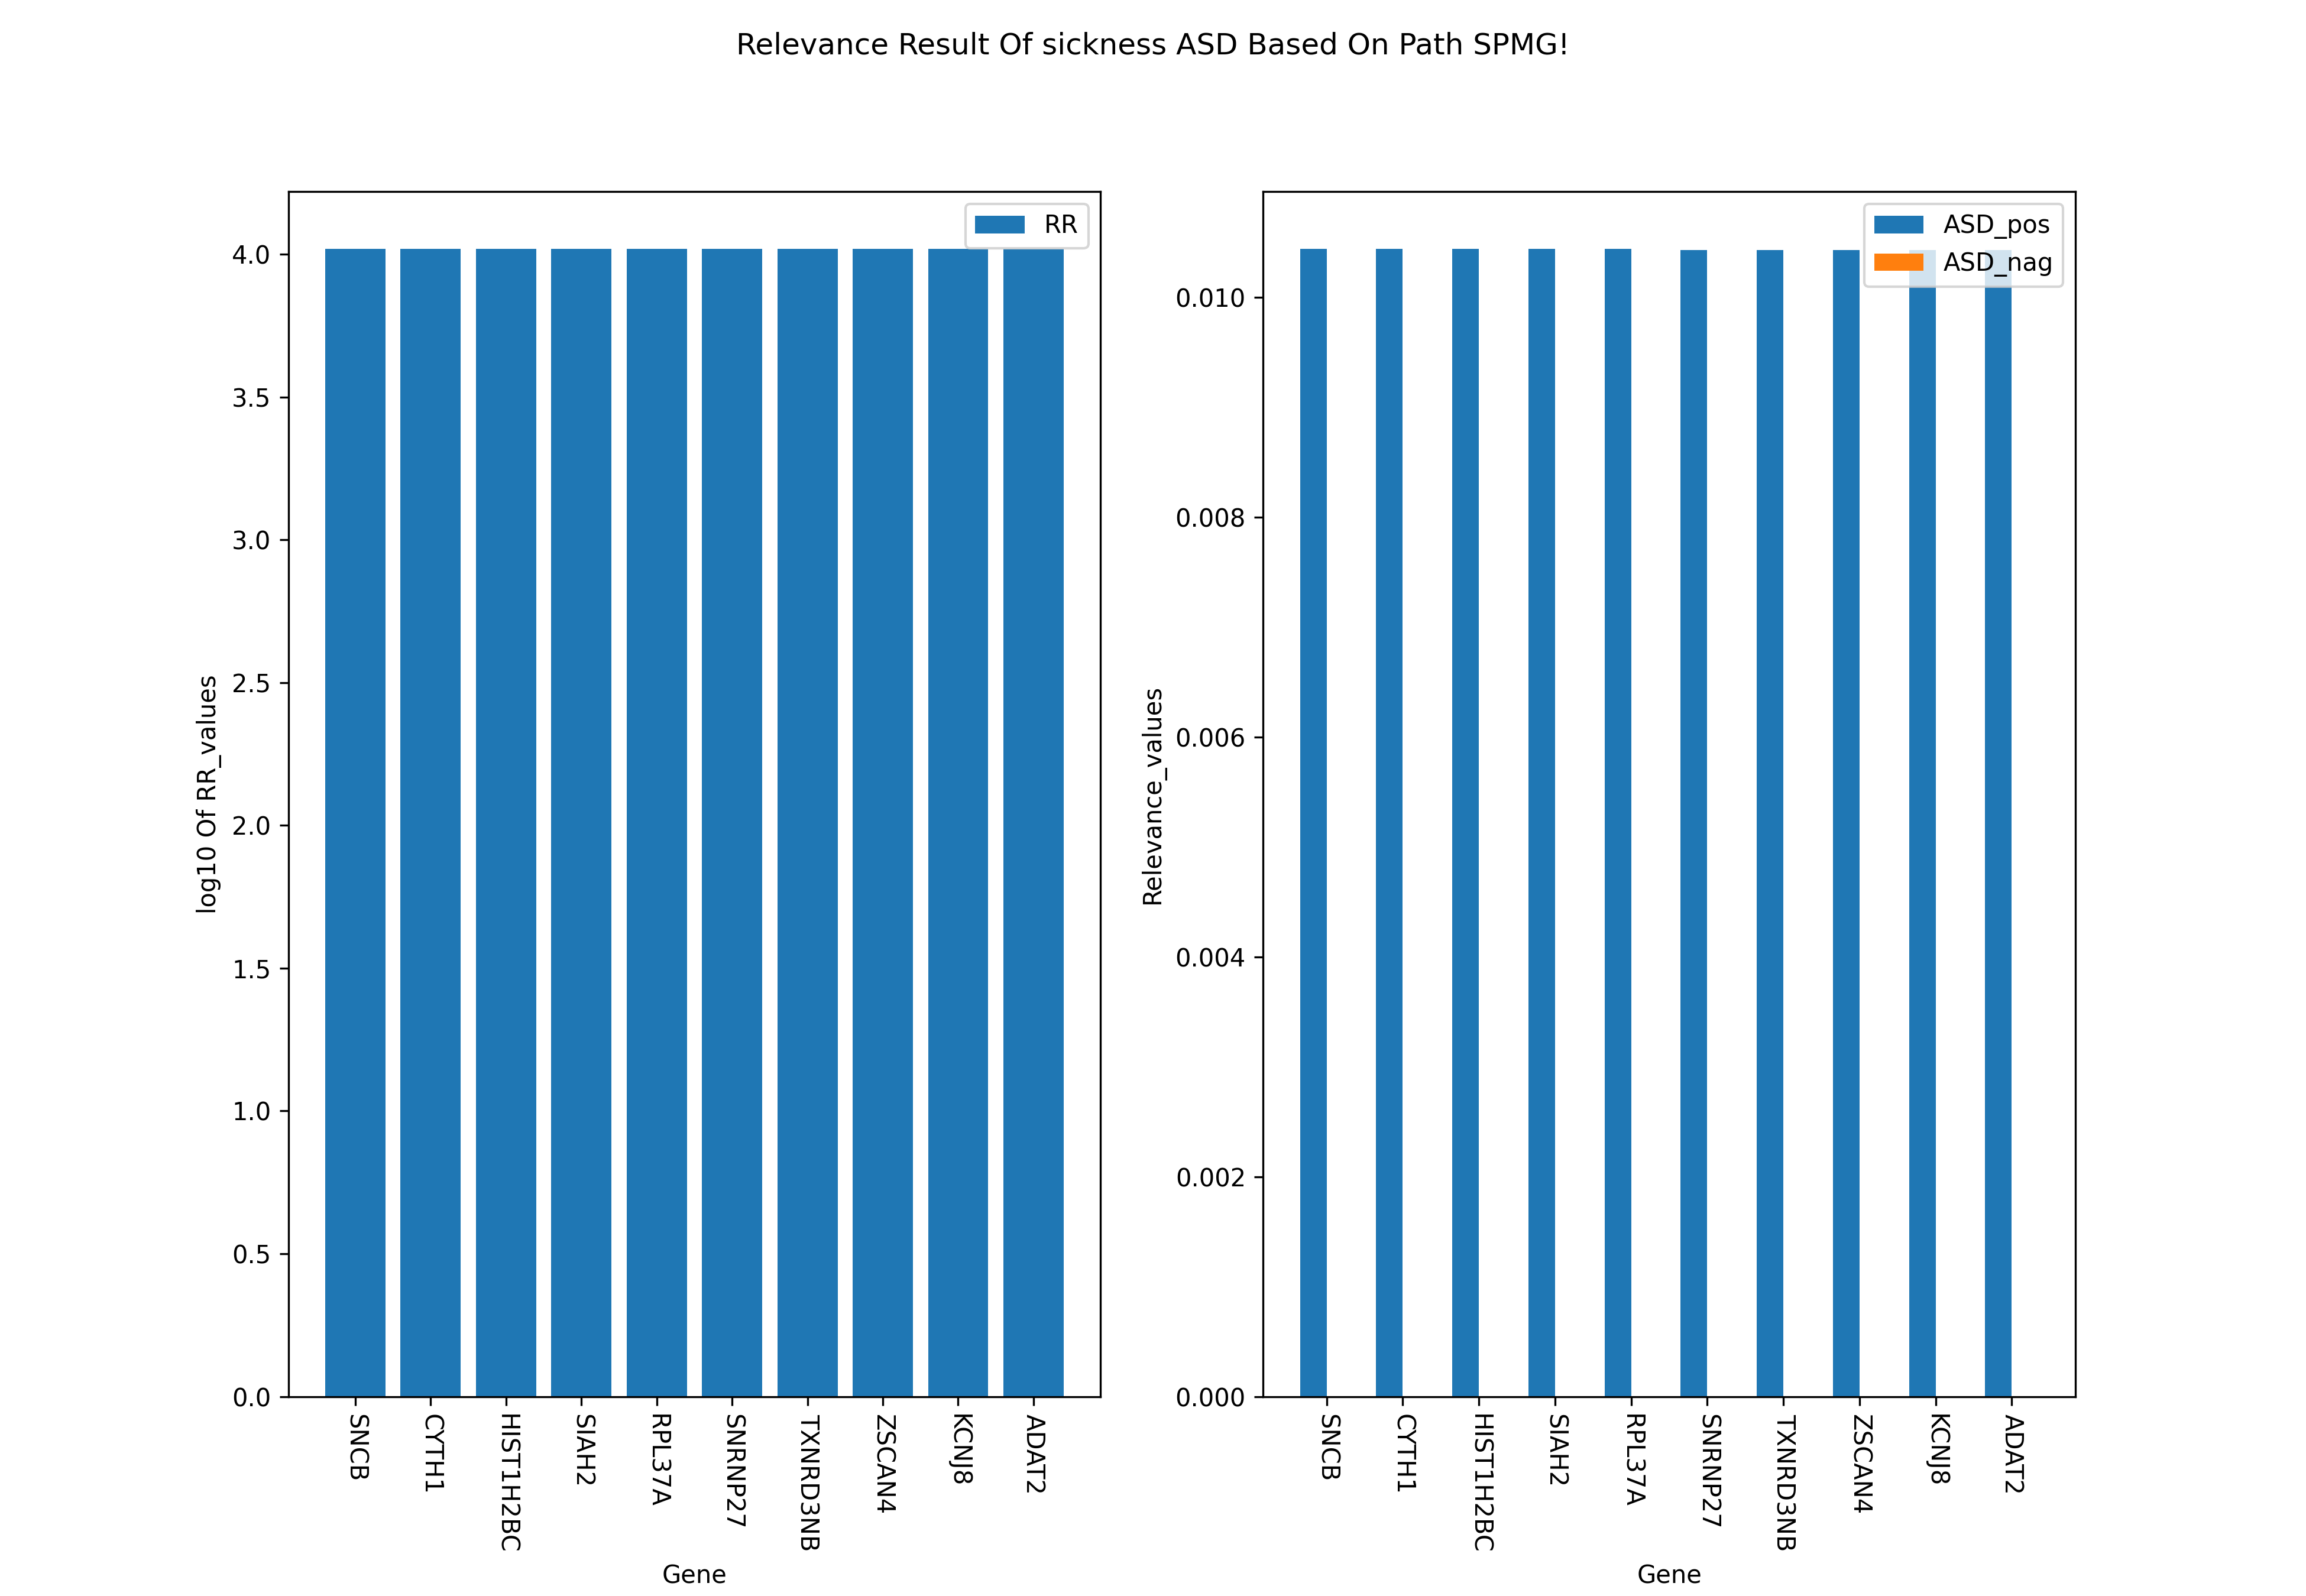 Relevance Result Of sickness ASD Based On Path SPMG!
RR
4.0
3.5
3.0
2.5
2.0
1.5
1.0
0.5
0.0
log10 Of RR_values
SNCB
CYTH1
HIST1H2BC
SIAH2
RPL37A
SNRNP27
TXNRD3NB
ZSCAN4
KCNJ8
ADAT2
Gene
ASD_pos
ASD_nag
0.010
0.008
0.006
0.004
0.002
0.000
Relevance_values
SNCB
CYTH1
HIST1H2BC
SIAH2
RPL37A
SNRNP27
TXNRD3NB
ZSCAN4
KCNJ8
ADAT2
Gene